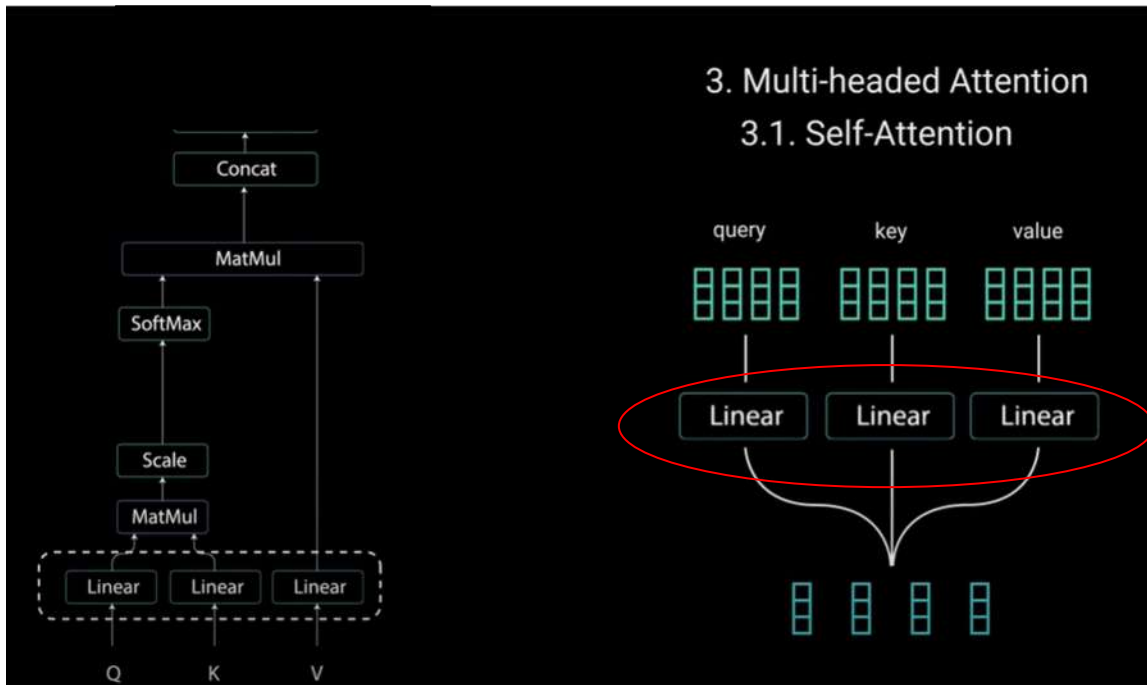 3. Multi-headed Attention
3.1. Self-Attention
Concat
MatMul
SoftMax
Scale
MatMul
Linear Linear Linear
Q K V
query key value
Linear Linear Linear